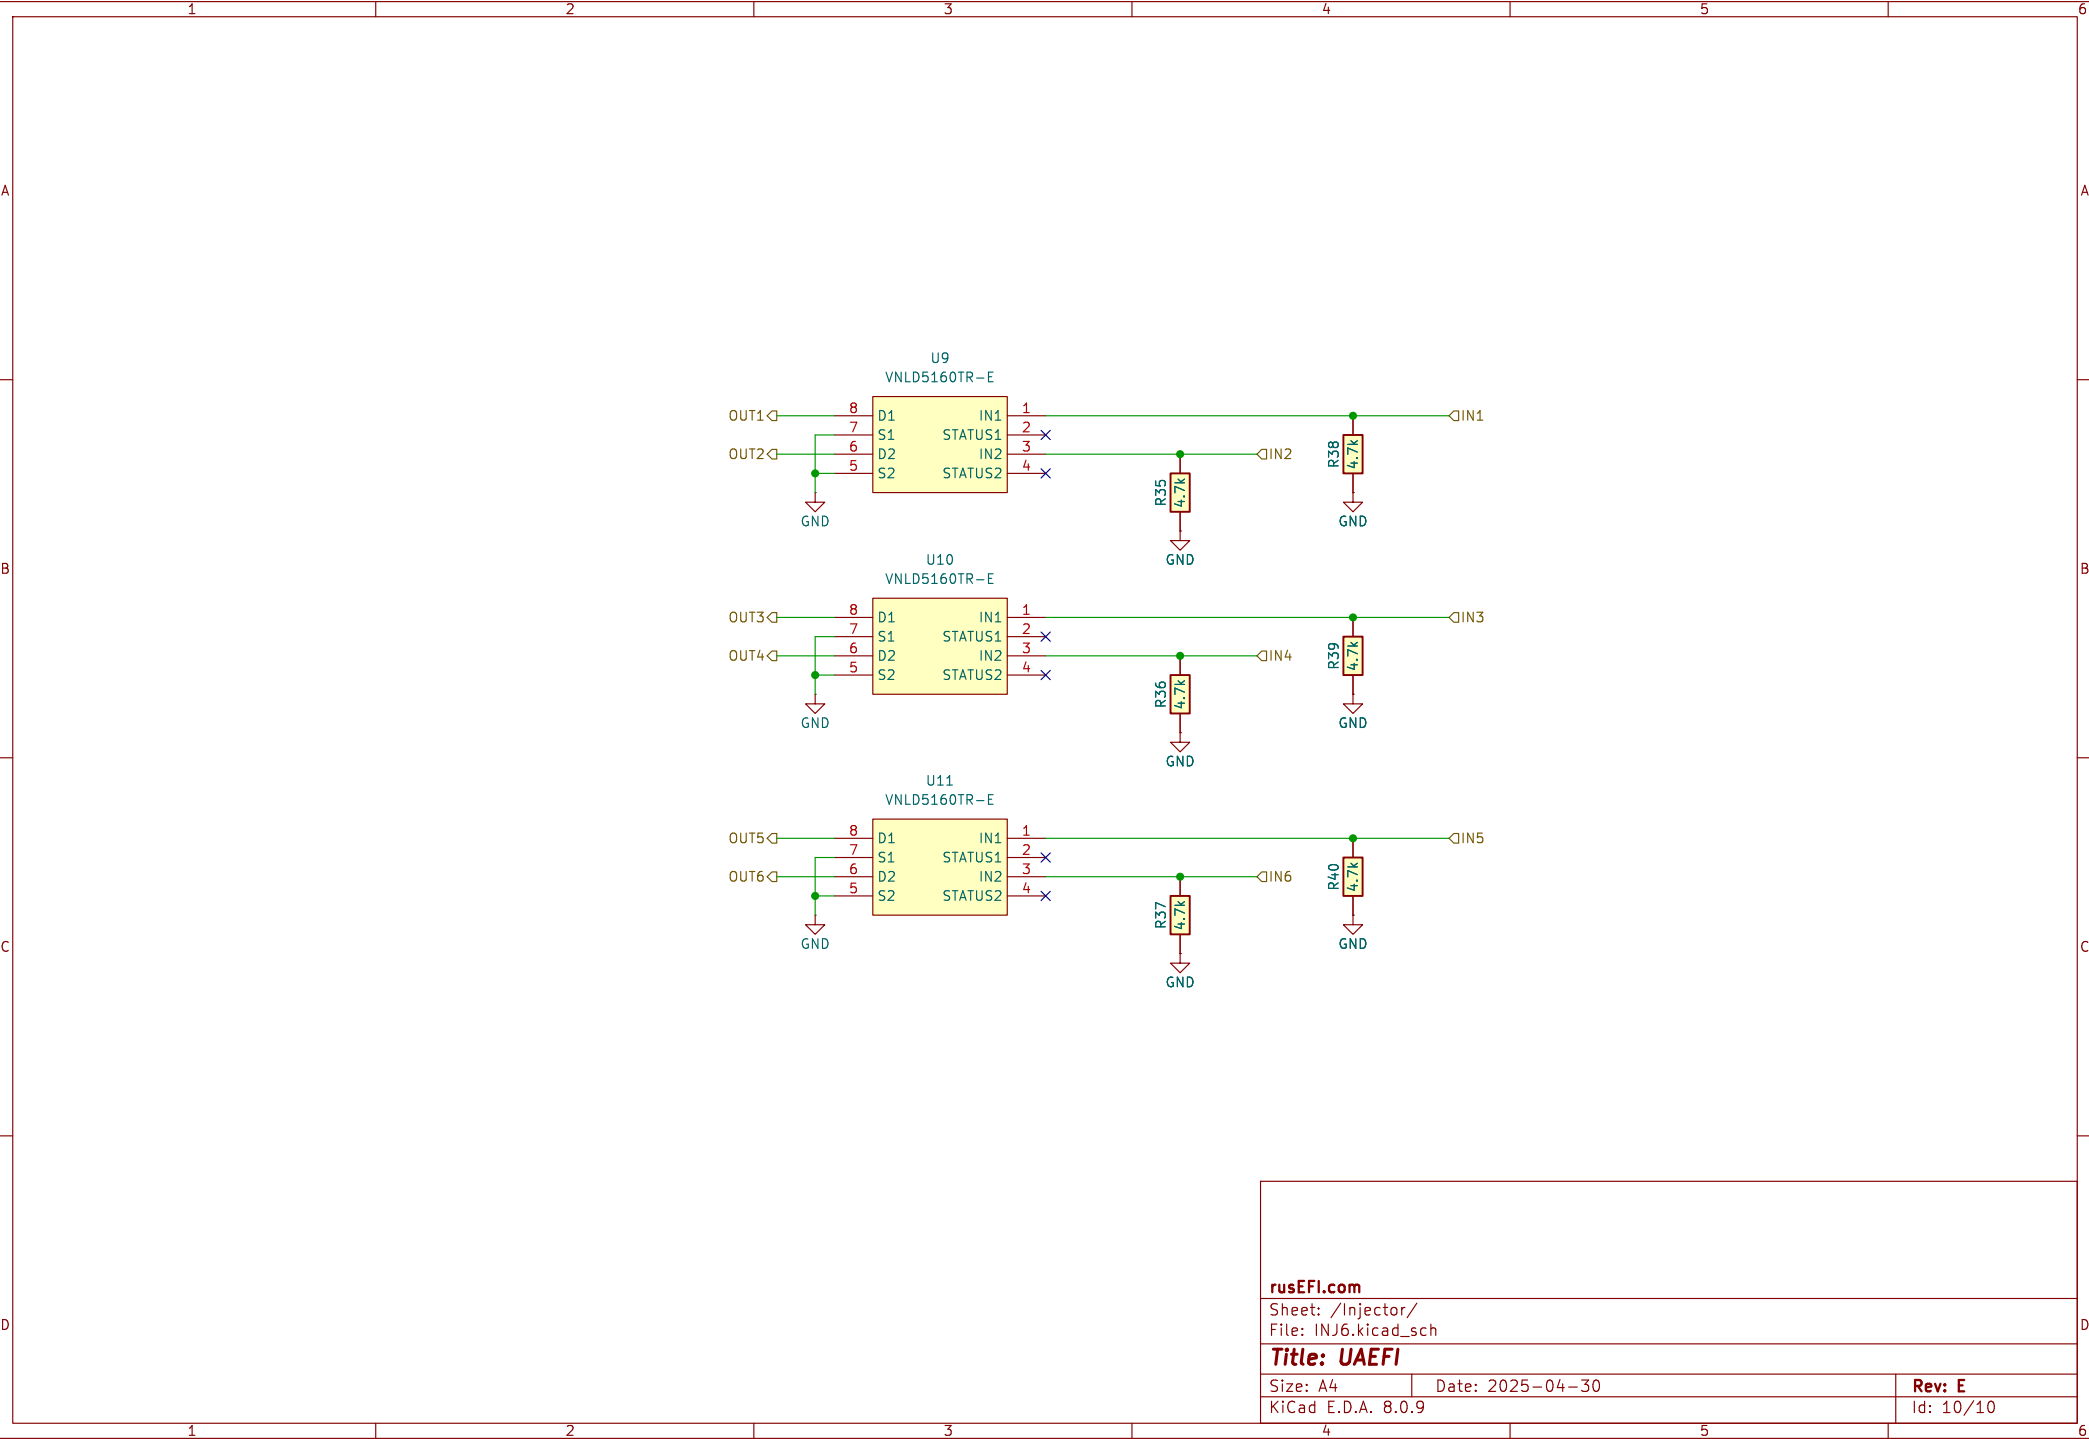 1 2 3 4 5 6
A A
U9
VNLD5160TR-E
OUT1 8 D1 IN1 1 IN1
7 S1 STATUS1 2
OUT2 6 D2 IN2 3 IN2
5 S2 STATUS2 4
R38 4.7k
R35 4.7k
GND GND
GND
B B
U10
VNLD5160TR-E
OUT3 8 D1 IN1 1 IN3
7 S1 STATUS1 2
OUT4 6 D2 IN2 3 IN4
5 S2 STATUS2 4
R39 4.7k
R36 4.7k
GND GND
GND
U11
VNLD5160TR-E
OUT5 8 D1 IN1 1 IN5
7 S1 STATUS1 2
OUT6 6 D2 IN2 3 IN6
5 S2 STATUS2 4
R40 4.7k
R37 4.7k
GND GND
C C
GND
rusEFI.com
Sheet: /Injector/
File: INJ6.kicad_sch
D D
Title: UAEFI
Size: A4 Date: 2025-04-30 Rev: E
KiCad E.D.A. 8.0.9 Id: 10/10
1 2 3 4 5 6